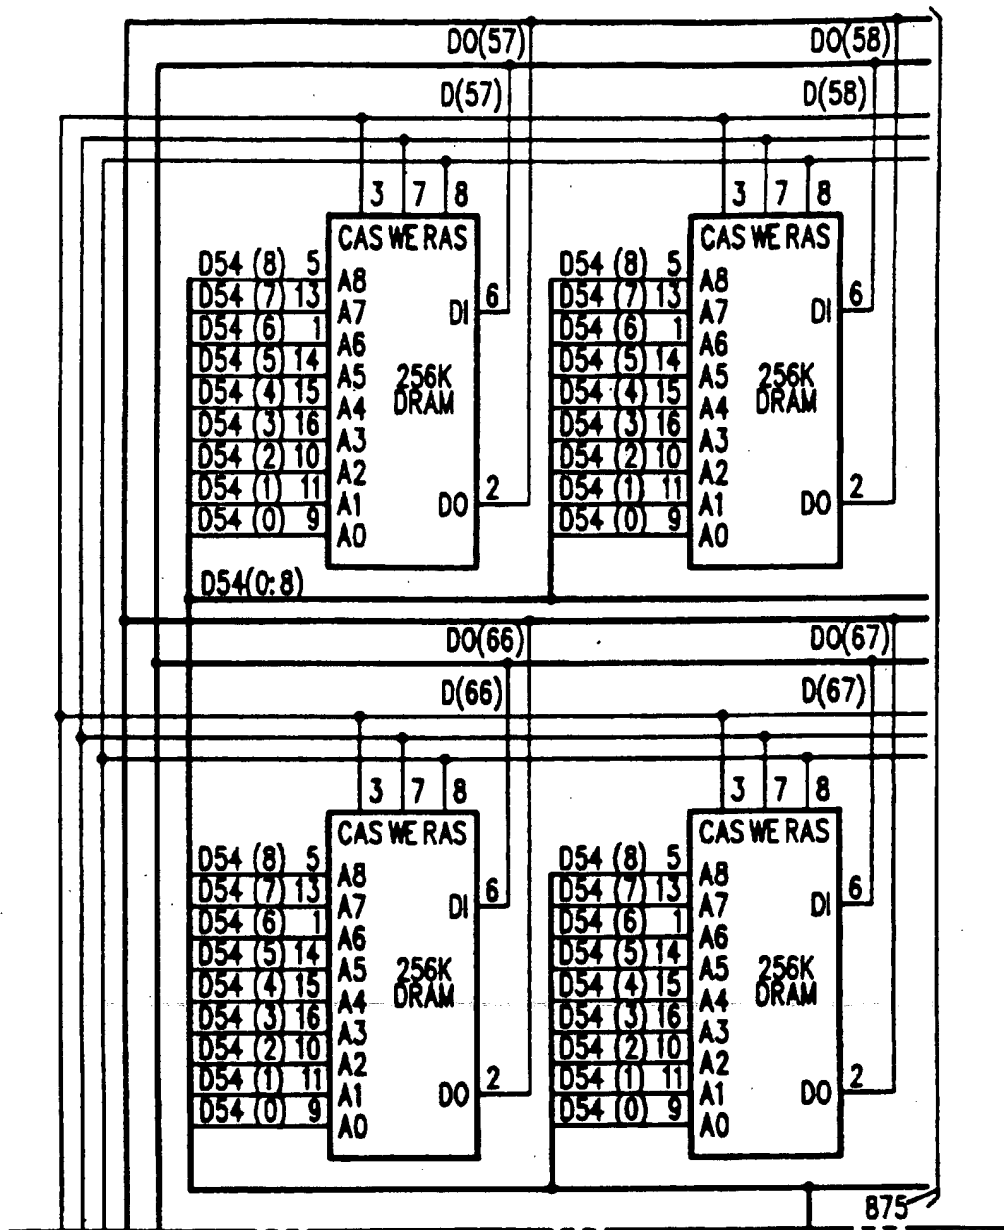 DO(57) DO(58)
D(57) D(58)
3 7 8 3 7 8
CAS WE RAS CAS WE RAS
D54 (8) 5 A8 D54 (8) 5 A8
D54 (7) 13 A7 DI 6 D54 (7) 13 A7 DI 6
D54 (6) 1 A6 D54 (6) 1 A6
D54 (5) 14 A5 256K D54 (5) 14 A5 256K
D54 (4) 15 A4 DRAM D54 (4) 15 A4 DRAM
D54 (3) 16 A3 D54 (3) 16 A3
D54 (2) 10 A2 D54 (2) 10 A2
D54 (1) 11 A1 DO 2 D54 (1) 11 A1 DO 2
D54 (0) 9 A0 D54 (0) 9 A0
D54(0:8)
DO(66) DO(67)
D(66) D(67)
3 7 8 3 7 8
CAS WE RAS CAS WE RAS
D54 (8) 5 A8 D54 (8) 5 A8
D54 (7) 13 A7 DI 6 D54 (7) 13 A7 DI 6
D54 (6) 1 A6 D54 (6) 1 A6
D54 (5) 14 A5 256K D54 (5) 14 A5 256K
D54 (4) 15 A4 DRAM D54 (4) 15 A4 DRAM
D54 (3) 16 A3 D54 (3) 16 A3
D54 (2) 10 A2 D54 (2) 10 A2
D54 (1) 11 A1 DO 2 D54 (1) 11 A1 DO 2
D54 (0) 9 A0 D54 (0) 9 A0
875